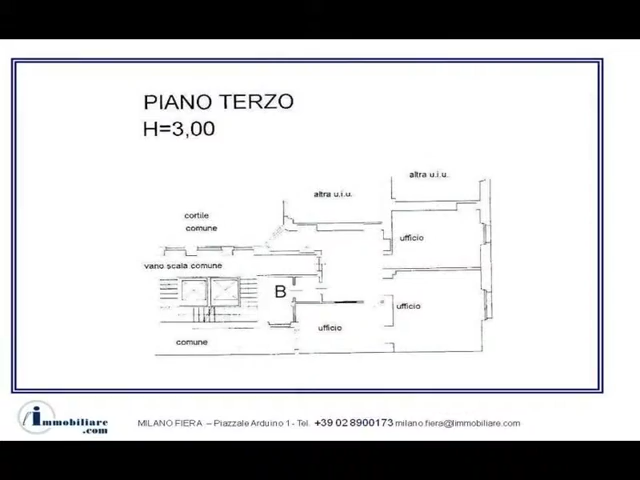 PIANO TERZO
H=3,00
altra u.i.u.
altra u.i.u.
cortile
comune
ufficio
vano scala comune
B
ufficio
ufficio
comune
immobiliare
.com
MILANO FIERA – Piazzale Arduino 1 - Tel. +39 02 8900173 milano.fiera@immobiliare.com